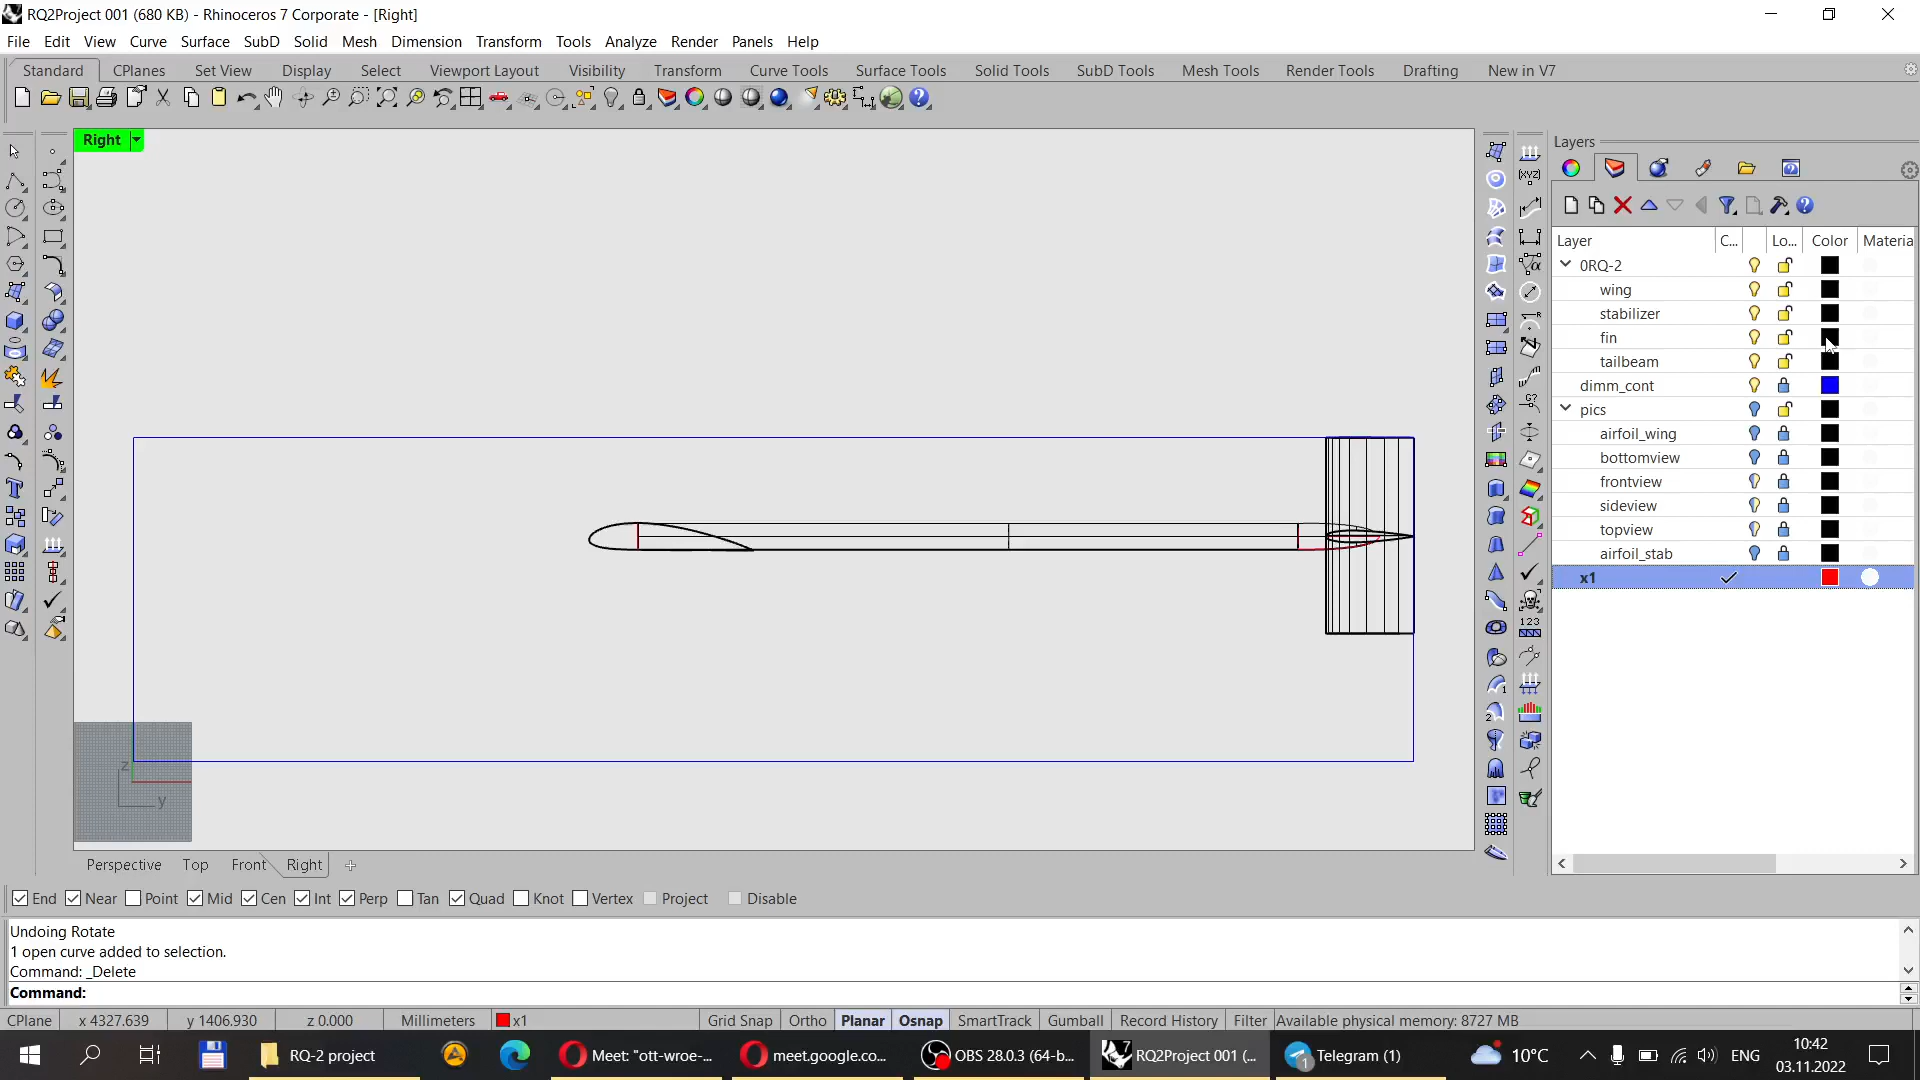 RQ2Project 001 (680 KB) - Rhinoceros 7 Corporate - [Right]
File Edit View Curve Surface SubD Solid Mesh Dimension Transform Tools Analyze Render Panels Help
Standard CPlanes Set View Display Select Viewport Layout Visibility Transform Curve Tools Surface Tools Solid Tools SubD Tools Mesh Tools Render Tools Drafting New in V7
Right
Layers
Layer C... Lo... Color Materia
0RQ-2
wing
stabilizer
fin
tailbeam
dimm_cont
pics
airfoil_wing
bottomview
frontview
sideview
topview
airfoil_stab
x1
z
y
Perspective Top Front Right
End Near Point Mid Cen Int Perp Tan Quad Knot Vertex Project Disable
Undoing Rotate
1 open curve added to selection.
Command: _Delete
Command:
CPlane x 4327.639 y 1406.930 z 0.000 Millimeters x1 Grid Snap Ortho Planar Osnap SmartTrack Gumball Record History Filter Available physical memory: 8727 MB
RQ-2 project Meet: "ott-wroe-... meet.google.co... OBS 28.0.3 (64-b... RQ2Project 001 (... 1 Telegram (1) 10°C ENG 10:42
03.11.2022